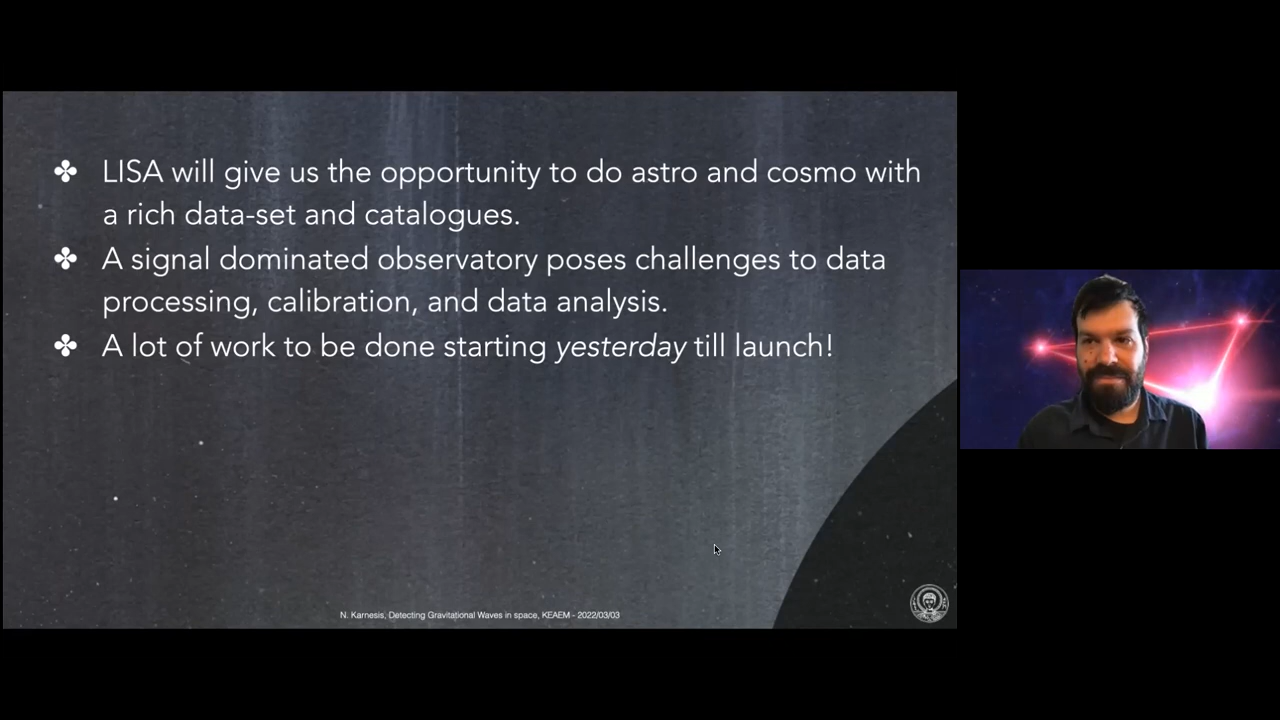 LISA will give us the opportunity to do astro and cosmo with
a rich data-set and catalogues.
A signal dominated observatory poses challenges to data
processing, calibration, and data analysis.
A lot of work to be done starting yesterday till launch!
N. Karnesis, Detecting Gravitational Waves in space, KEAEM - 2022/03/03